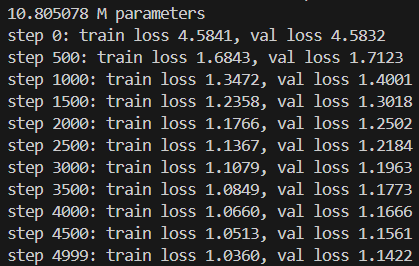 10.805078 M parameters
step 0: train loss 4.5841, val loss 4.5832
step 500: train loss 1.6843, val loss 1.7123
step 1000: train loss 1.3472, val loss 1.4001
step 1500: train loss 1.2358, val loss 1.3018
step 2000: train loss 1.1766, val loss 1.2502
step 2500: train loss 1.1367, val loss 1.2184
step 3000: train loss 1.1079, val loss 1.1963
step 3500: train loss 1.0849, val loss 1.1773
step 4000: train loss 1.0660, val loss 1.1666
step 4500: train loss 1.0513, val loss 1.1561
step 4999: train loss 1.0360, val loss 1.1422